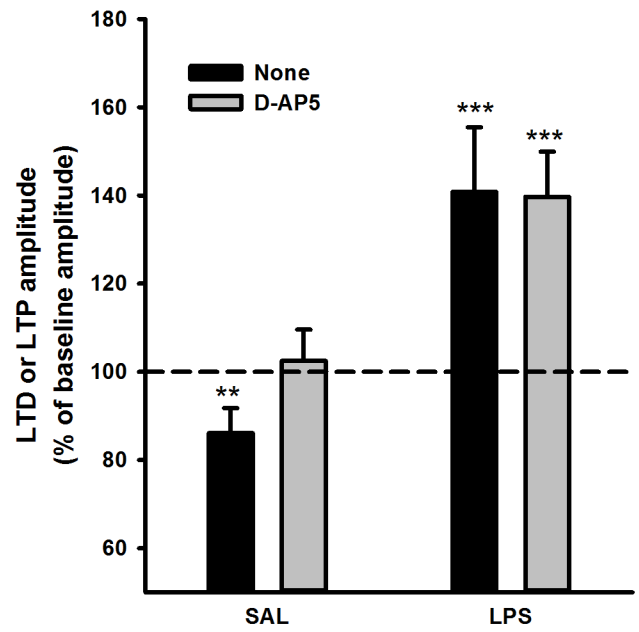 LTD or LTP amplitude
(% of baseline amplitude)
180
160
140
120
100
80
60
None
D-AP5
**
***
***
SAL
LPS